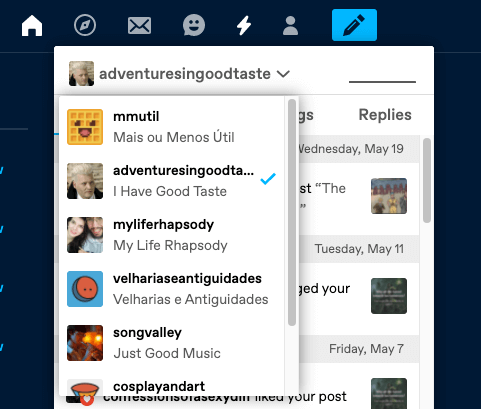 adventuresingoodtaste
gs
Replies
mmutil
Mais ou Menos Útil
Wednesday, May 19
adventuresingoodta...
I Have Good Taste
st “The
”
myliferhapsody
My Life Rhapsody
Tuesday, May 11
velhariaseantiguidades
Velharias e Antiguidades
ged your
songvalley
Just Good Music
Friday, May 7
cosplayandart
confessionsofasexydiff liked your post